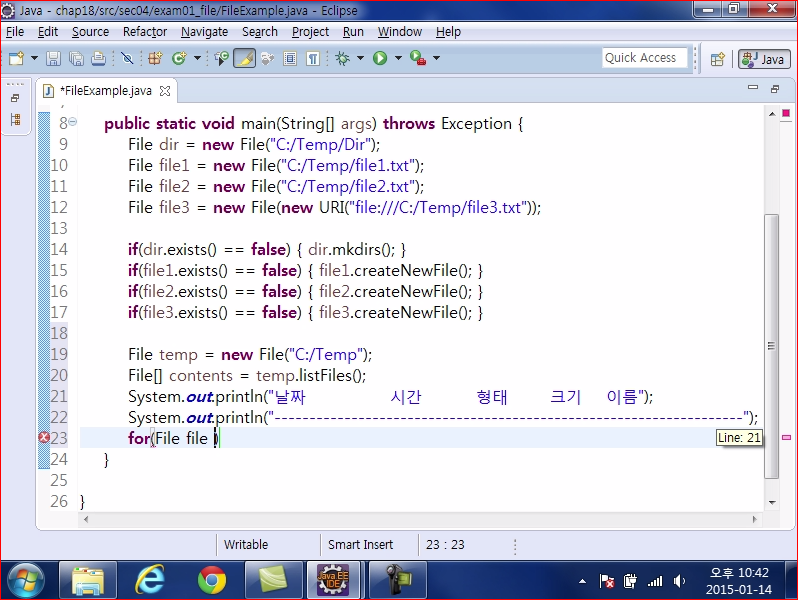 Java - chap18/src/sec04/exam01_file/FileExample.java - Eclipse
File Edit Source Refactor Navigate Search Project Run Window Help
Quick Access
Java
*FileExample.java
8 public static void main(String[] args) throws Exception {
9 File dir = new File("C:/Temp/Dir");
10 File file1 = new File("C:/Temp/file1.txt");
11 File file2 = new File("C:/Temp/file2.txt");
12 File file3 = new File(new URI("file:///C:/Temp/file3.txt"));
13
14 if(dir.exists() == false) { dir.mkdirs(); }
15 if(file1.exists() == false) { file1.createNewFile(); }
16 if(file2.exists() == false) { file2.createNewFile(); }
17 if(file3.exists() == false) { file3.createNewFile(); }
18
19 File temp = new File("C:/Temp");
20 File[] contents = temp.listFiles();
21 System.out.println("날짜 시간 형태 크기 이름");
22 System.out.println("-------------------------------------------------------------------");
23 for(File file )
Line: 21
24 }
25
26 }
Writable Smart Insert 23 : 23
Java EE
IDE
오후 10:42
2015-01-14